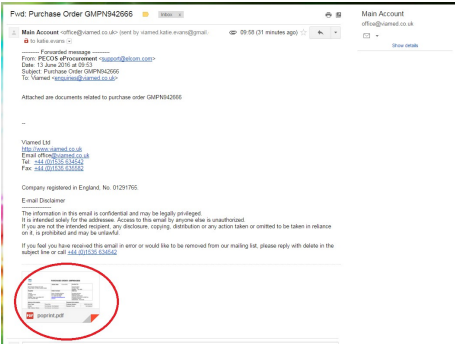 Fwd: Purchase Order GMPN942666
Inbox x
Main Account
office@viamed.co.uk
Show details
Main Account <office@viamed.co.uk> (sent by viamed.katie.evans@gmail.
09:58 (31 minutes ago)
to katie.evans
---------- Forwarded message ----------
From: PECOS eProcurement <support@elcom.com>
Date: 13 June 2016 at 09:53
Subject: Purchase Order GMPN942666
To: Viamed <enquiries@viamed.co.uk>
Attached are documents related to purchase order GMPN942666
--
Viamed Ltd
http://www.viamed.co.uk
Email office@viamed.co.uk
Tel: +44 (0)1535 634542
Fax: +44 (0)1535 635582
Company registered in England, No. 01291765.
E-mail Disclaimer
----------------
The information in this email is confidential and may be legally privileged.
It is intended solely for the addressee. Access to this email by anyone else is unauthorized.
If you are not the intended recipient, any disclosure, copying, distribution or any action taken or omitted to be taken in reliance
on it, is prohibited and may be unlawful.
If you feel you have received this email in error or would like to be removed from our mailing list, please reply with delete in the
subject line or call +44 (0)1535 634542
poprint.pdf